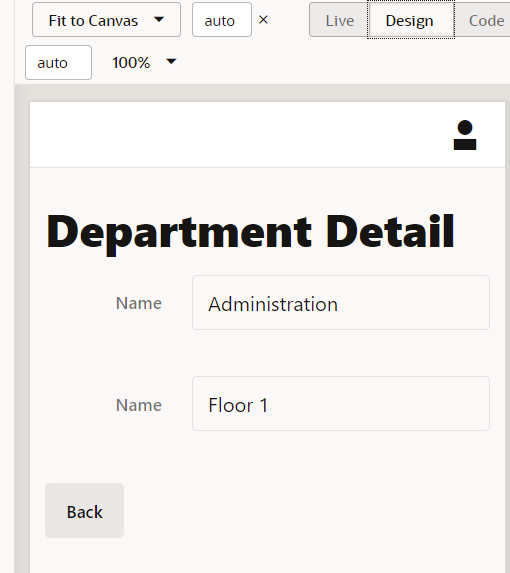 Fit to Canvas auto × Live Design Code
auto 100%
Department Detail
Name Administration
Name Floor 1
Back